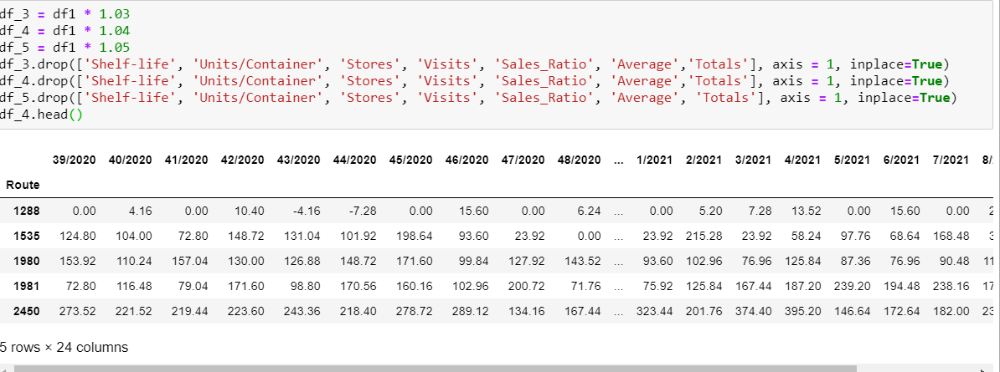 df_3 = df1 * 1.03
df_4 = df1 * 1.04
df_5 = df1 * 1.05
df_3.drop(['Shelf-life', 'Units/Container', 'Stores', 'Visits', 'Sales_Ratio', 'Average','Totals'], axis = 1, inplace=True)
df_4.drop(['Shelf-life', 'Units/Container', 'Stores', 'Visits', 'Sales_Ratio', 'Average','Totals'], axis = 1, inplace=True)
df_5.drop(['Shelf-life', 'Units/Container', 'Stores', 'Visits', 'Sales_Ratio', 'Average', 'Totals'], axis = 1, inplace=True)
df_4.head()
39/2020 40/2020 41/2020 42/2020 43/2020 44/2020 45/2020 46/2020 47/2020 48/2020 ... 1/2021 2/2021 3/2021 4/2021 5/2021 6/2021 7/2021 8/
Route
1288 0.00 4.16 0.00 10.40 -4.16 -7.28 0.00 15.60 0.00 6.24 ... 0.00 5.20 7.28 13.52 0.00 15.60 0.00 2
1535 124.80 104.00 72.80 148.72 131.04 101.92 198.64 93.60 23.92 0.00 ... 23.92 215.28 23.92 58.24 97.76 68.64 168.48 3
1980 153.92 110.24 157.04 130.00 126.88 148.72 171.60 99.84 127.92 143.52 ... 93.60 102.96 76.96 125.84 87.36 76.96 90.48 11
1981 72.80 116.48 79.04 171.60 98.80 170.56 160.16 102.96 200.72 71.76 ... 75.92 125.84 167.44 187.20 239.20 194.48 238.16 17
2450 273.52 221.52 219.44 223.60 243.36 218.40 278.72 289.12 134.16 167.44 ... 323.44 201.76 374.40 395.20 146.64 172.64 182.00 23
5 rows × 24 columns